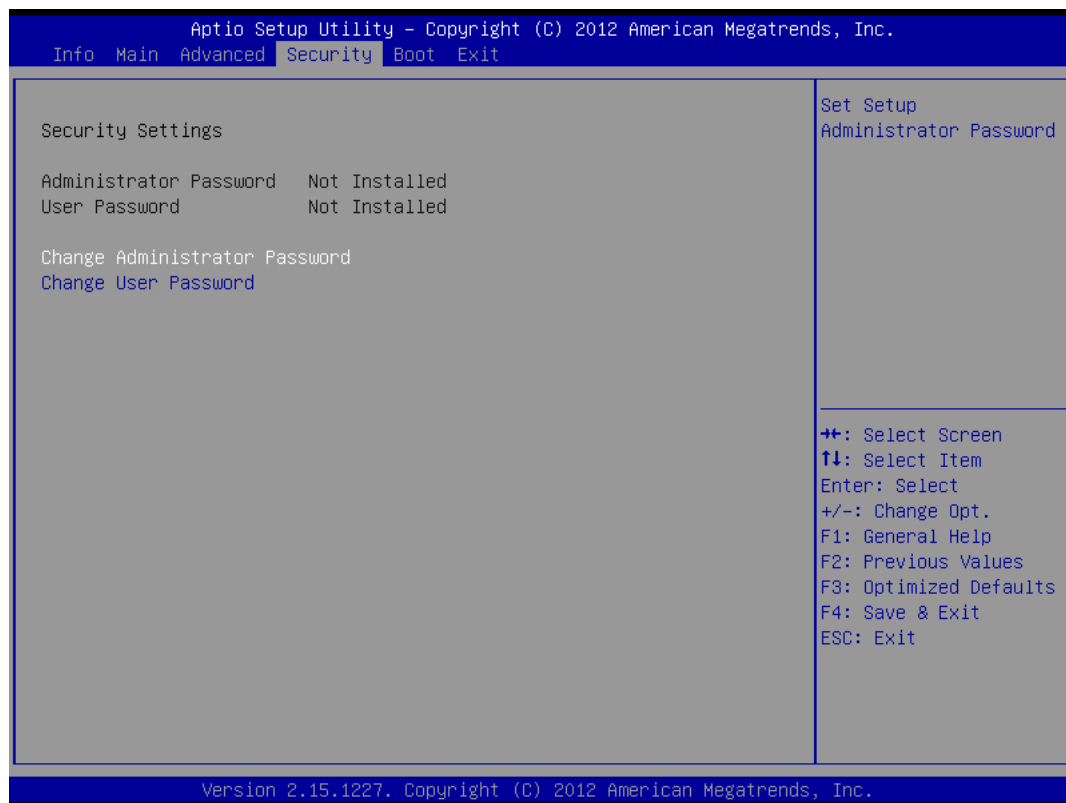 Aptio Setup Utility – Copyright (C) 2012 American Megatrends, Inc.
Info Main Advanced Security Boot Exit
Security Settings
Administrator Password Not Installed
User Password Not Installed
Change Administrator Password
Change User Password
Set Setup
Administrator Password
→←: Select Screen
↑↓: Select Item
Enter: Select
+/-: Change Opt.
F1: General Help
F2: Previous Values
F3: Optimized Defaults
F4: Save & Exit
ESC: Exit
Version 2.15.1227. Copyright (C) 2012 American Megatrends, Inc.